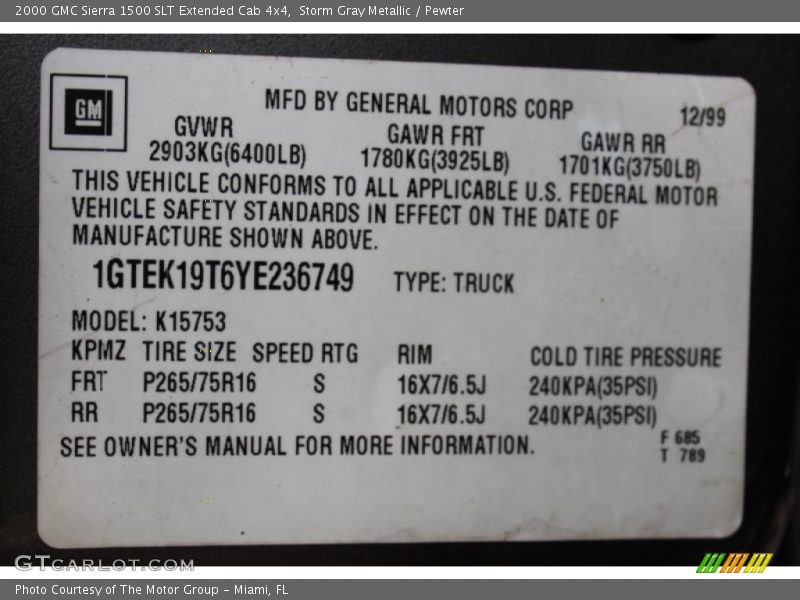 2000 GMC Sierra 1500 SLT Extended Cab 4x4, Storm Gray Metallic / Pewter
GM
MFD BY GENERAL MOTORS CORP
12/99
GVWR GAWR FRT GAWR RR
2903KG(6400LB) 1780KG(3925LB) 1701KG(3750LB)
THIS VEHICLE CONFORMS TO ALL APPLICABLE U.S. FEDERAL MOTOR
VEHICLE SAFETY STANDARDS IN EFFECT ON THE DATE OF
MANUFACTURE SHOWN ABOVE.
1GTEK19T6YE236749 TYPE: TRUCK
MODEL: K15753
KPMZ TIRE SIZE SPEED RTG RIM COLD TIRE PRESSURE
FRT P265/75R16 S 16X7/6.5J 240KPA(35PSI)
RR P265/75R16 S 16X7/6.5J 240KPA(35PSI)
SEE OWNER'S MANUAL FOR MORE INFORMATION.
F 685
T 789
GTCARLOT.COM
Photo Courtesy of The Motor Group - Miami, FL